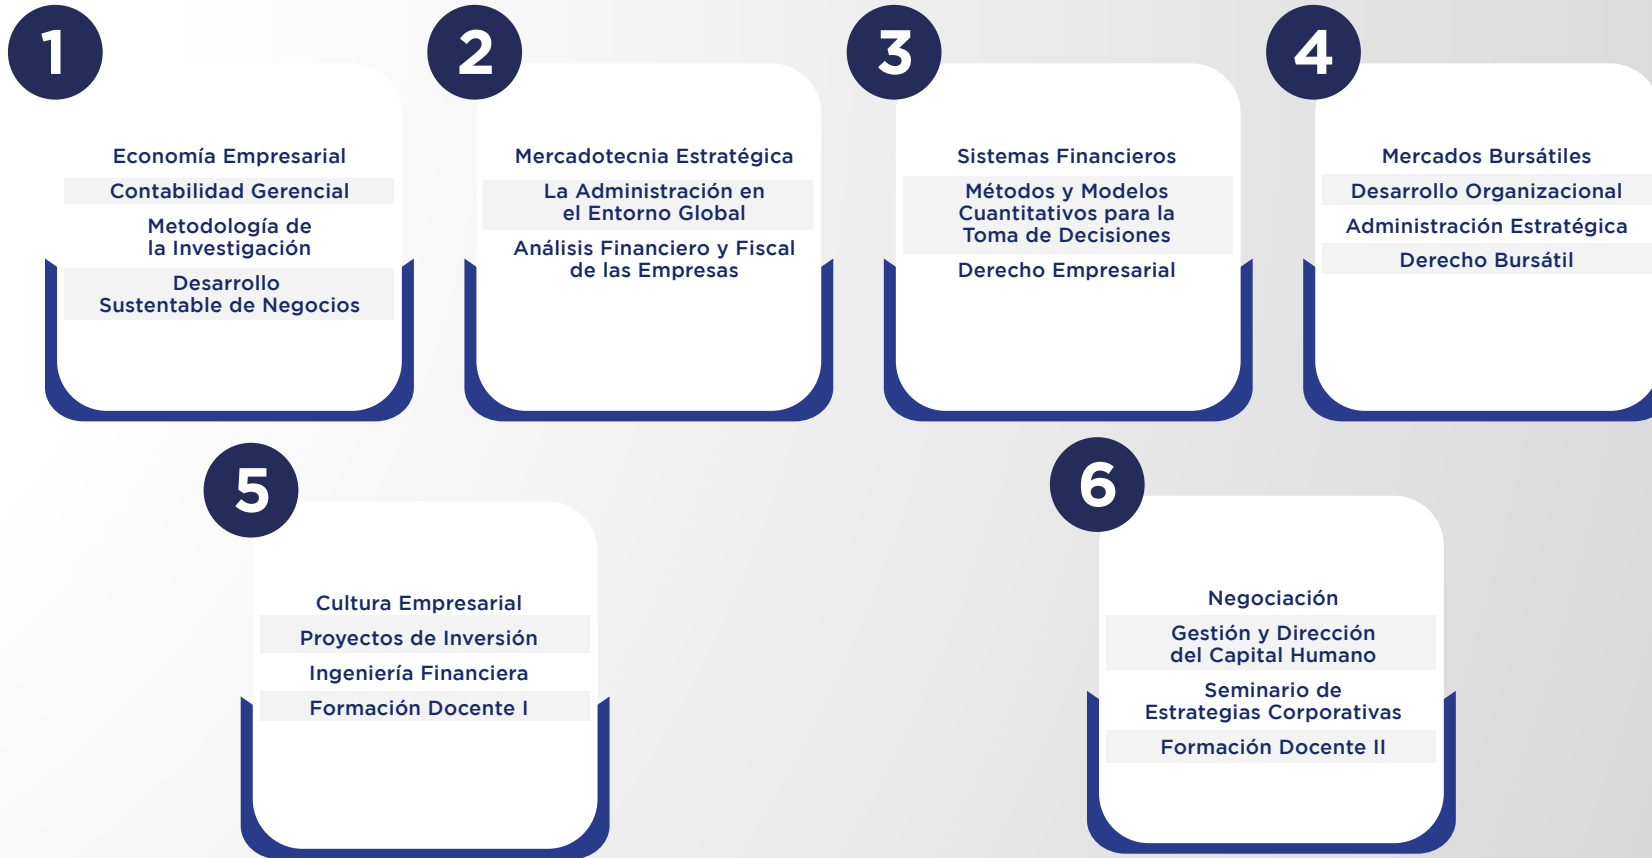 1
Economía Empresarial
Contabilidad Gerencial
Metodología de
la Investigación
Desarrollo
Sustentable de Negocios
2
Mercadotecnia Estratégica
La Administración en
el Entorno Global
Análisis Financiero y Fiscal
de las Empresas
3
Sistemas Financieros
Métodos y Modelos
Cuantitativos para la
Toma de Decisiones
Derecho Empresarial
4
Mercados Bursátiles
Desarrollo Organizacional
Administración Estratégica
Derecho Bursátil
5
Cultura Empresarial
Proyectos de Inversión
Ingeniería Financiera
Formación Docente I
6
Negociación
Gestión y Dirección
del Capital Humano
Seminario de
Estrategias Corporativas
Formación Docente II